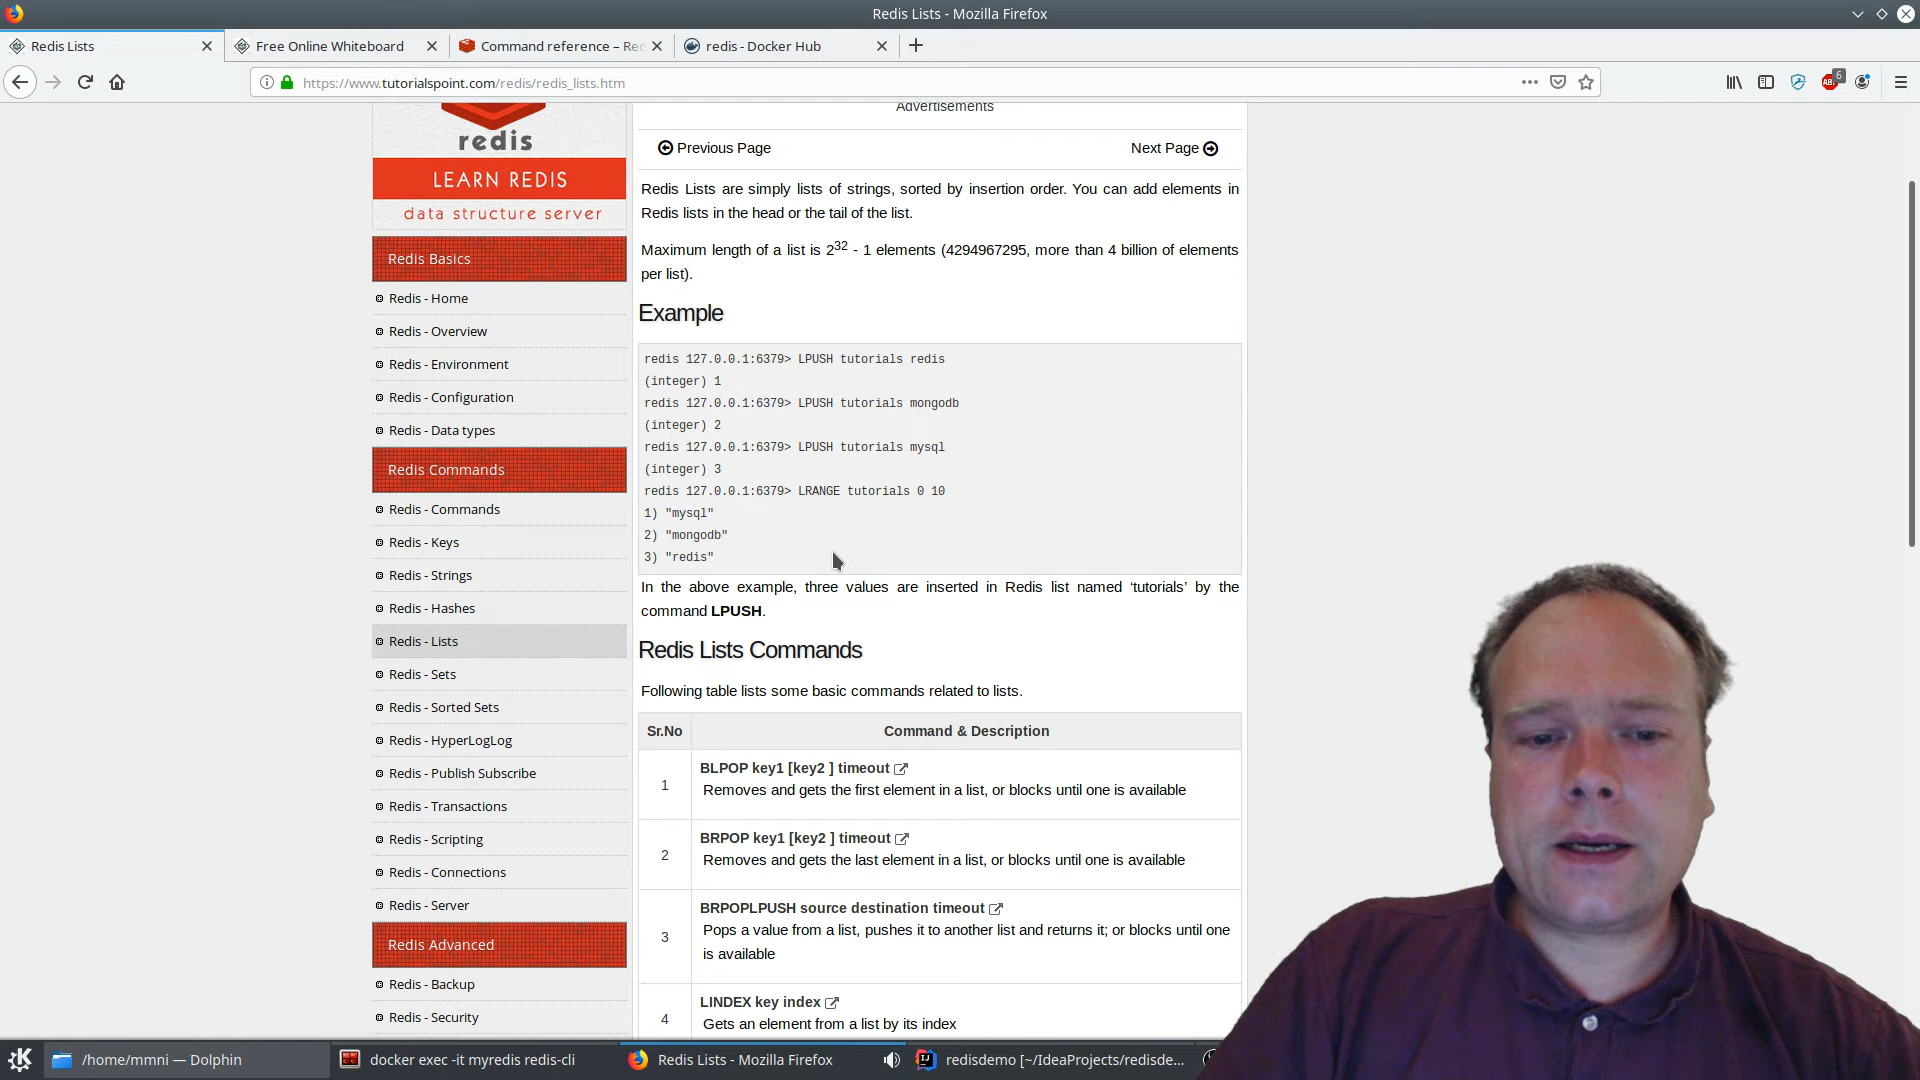 Redis Lists - Mozilla Firefox
Redis Lists
Free Online Whiteboard
Command reference – Red
redis - Docker Hub
https://www.tutorialspoint.com/redis/redis_lists.htm
6
ABP
redis
LEARN REDIS
data structure server
Redis Basics
Redis - Home
Redis - Overview
Redis - Environment
Redis - Configuration
Redis - Data types
Redis Commands
Redis - Commands
Redis - Keys
Redis - Strings
Redis - Hashes
Redis - Lists
Redis - Sets
Redis - Sorted Sets
Redis - HyperLogLog
Redis - Publish Subscribe
Redis - Transactions
Redis - Scripting
Redis - Connections
Redis - Server
Redis Advanced
Redis - Backup
Redis - Security
Advertisements
Previous Page
Next Page
Redis Lists are simply lists of strings, sorted by insertion order. You can add elements in
Redis lists in the head or the tail of the list.
Maximum length of a list is 2³² - 1 elements (4294967295, more than 4 billion of elements
per list).
Example
redis 127.0.0.1:6379> LPUSH tutorials redis
(integer) 1
redis 127.0.0.1:6379> LPUSH tutorials mongodb
(integer) 2
redis 127.0.0.1:6379> LPUSH tutorials mysql
(integer) 3
redis 127.0.0.1:6379> LRANGE tutorials 0 10
1) "mysql"
2) "mongodb"
3) "redis"
In the above example, three values are inserted in Redis list named ‘tutorials’ by the
command LPUSH.
Redis Lists Commands
Following table lists some basic commands related to lists.
Sr.No
Command & Description
1
BLPOP key1 [key2 ] timeout
Removes and gets the first element in a list, or blocks until one is available
2
BRPOP key1 [key2 ] timeout
Removes and gets the last element in a list, or blocks until one is available
3
BRPOPLPUSH source destination timeout
Pops a value from a list, pushes it to another list and returns it; or blocks until one
is available
4
LINDEX key index
Gets an element from a list by its index
/home/mmni — Dolphin
docker exec -it myredis redis-cli
Redis Lists - Mozilla Firefox
IJ
redisdemo [~/IdeaProjects/redisde...